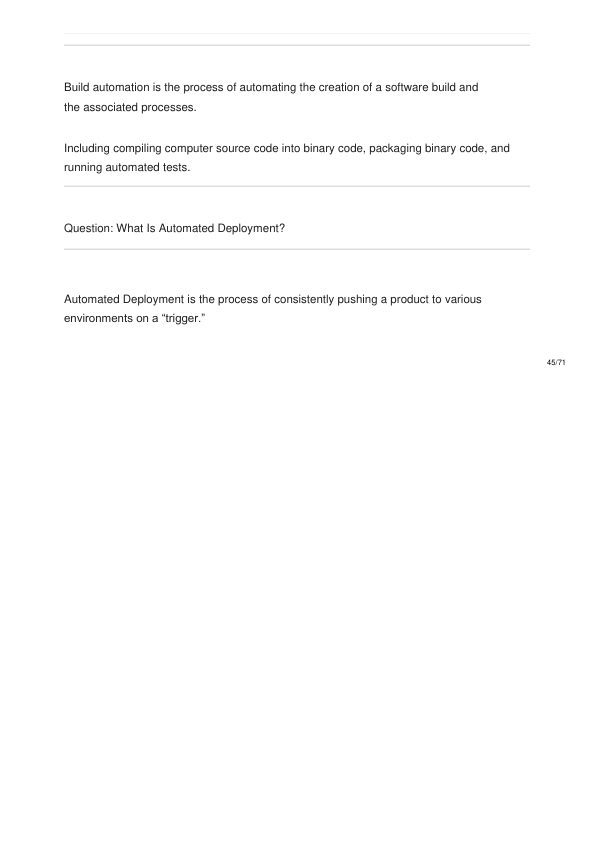 Build automation is the process of automating the creation of a software build and
the associated processes.
Including compiling computer source code into binary code, packaging binary code, and
running automated tests.
Question: What Is Automated Deployment?
Automated Deployment is the process of consistently pushing a product to various
environments on a “trigger.”
45/71